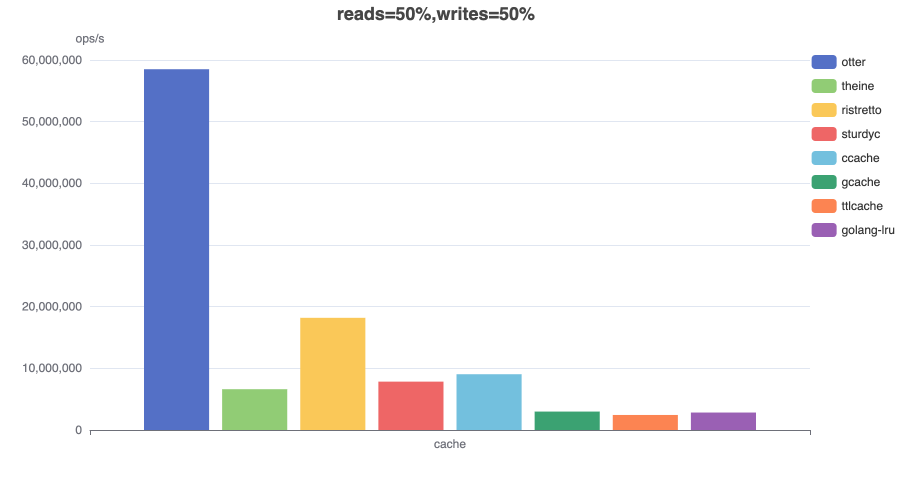 reads=50%,writes=50%
ops/s
60,000,000
50,000,000
40,000,000
30,000,000
20,000,000
10,000,000
0
cache
otter
theine
ristretto
sturdyc
ccache
gcache
ttlcache
golang-lru